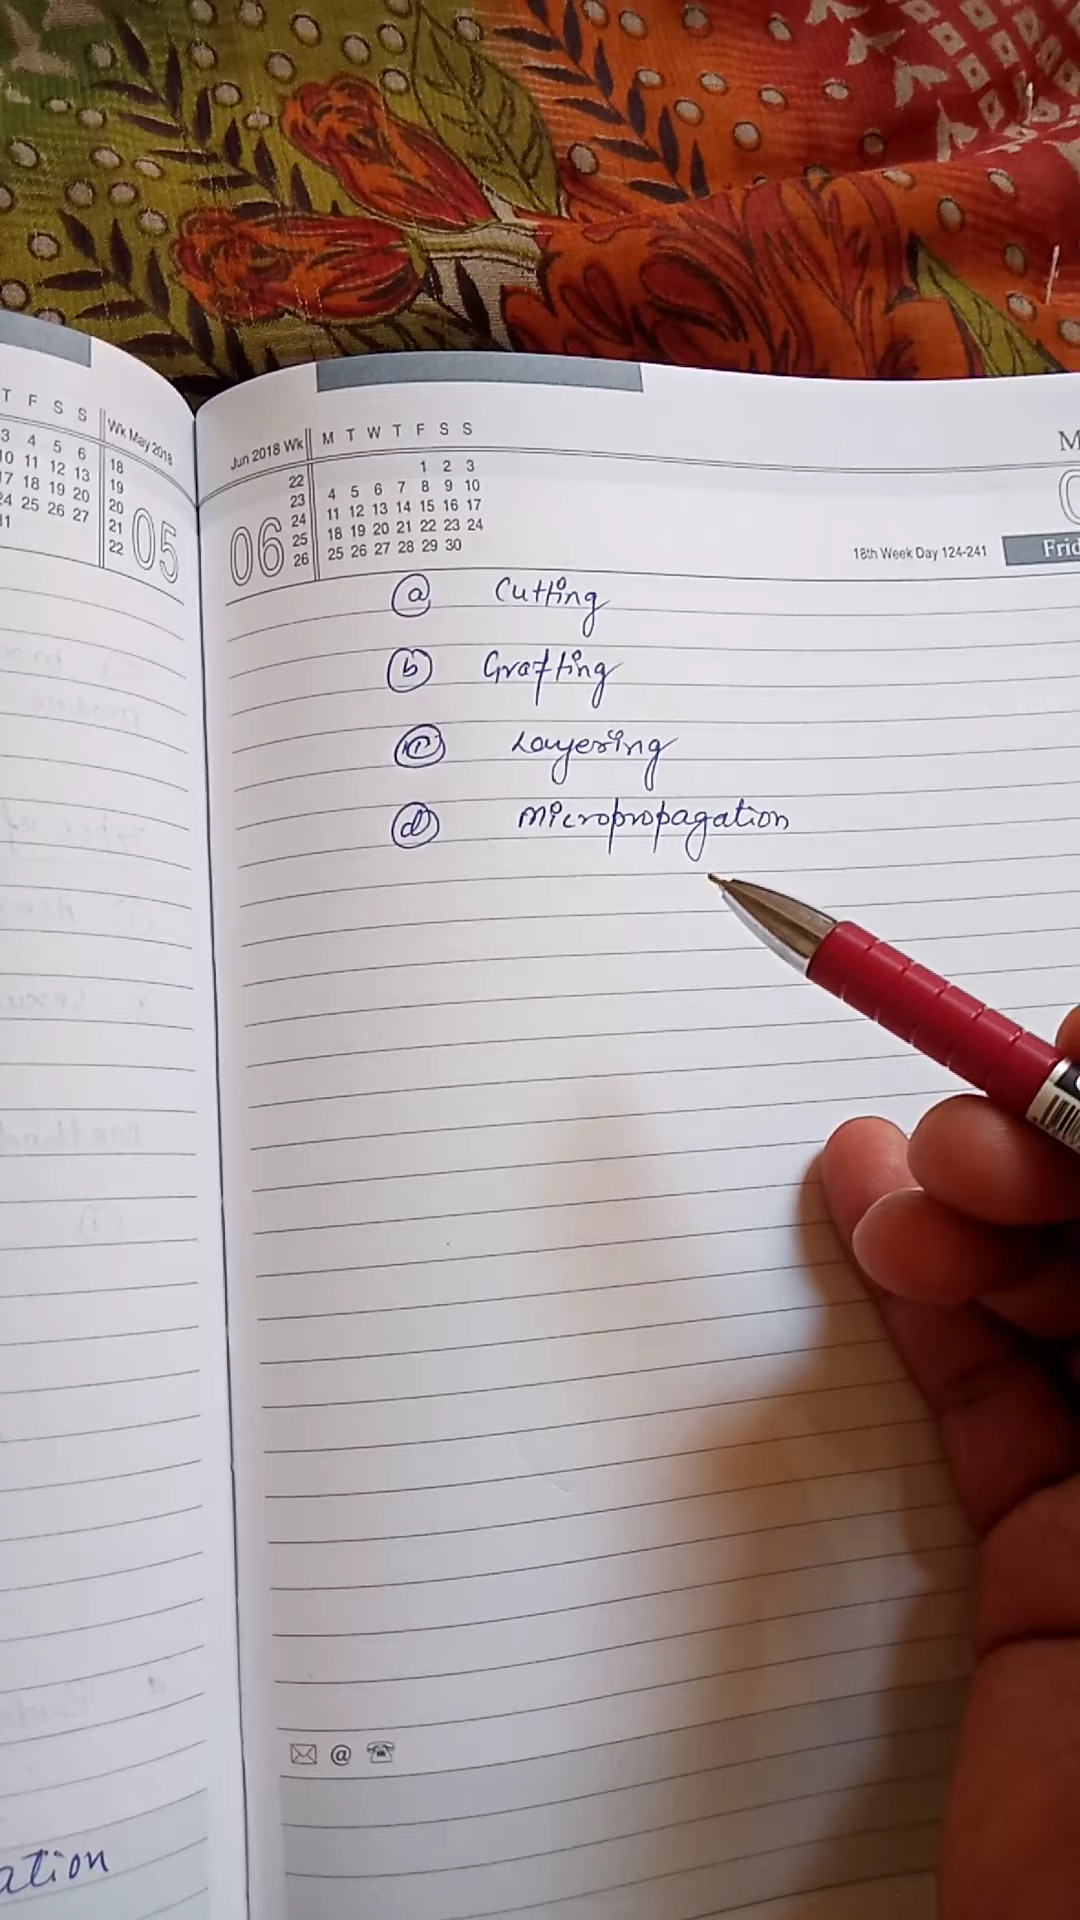 T F S S Wk May 2018
3 4 5 6 18
10 11 12 13 19
17 18 19 20 20
24 25 26 27 21
31 22
05
ation
Jun 2018 Wk M T W T F S S
22 1 2 3
23 4 5 6 7 8 9 10
24 11 12 13 14 15 16 17
25 18 19 20 21 22 23 24
26 25 26 27 28 29 30
06
M
18th Week Day 124-241
Frid
a Cutting
b Grafting
c Layering
d Micropropagation
@